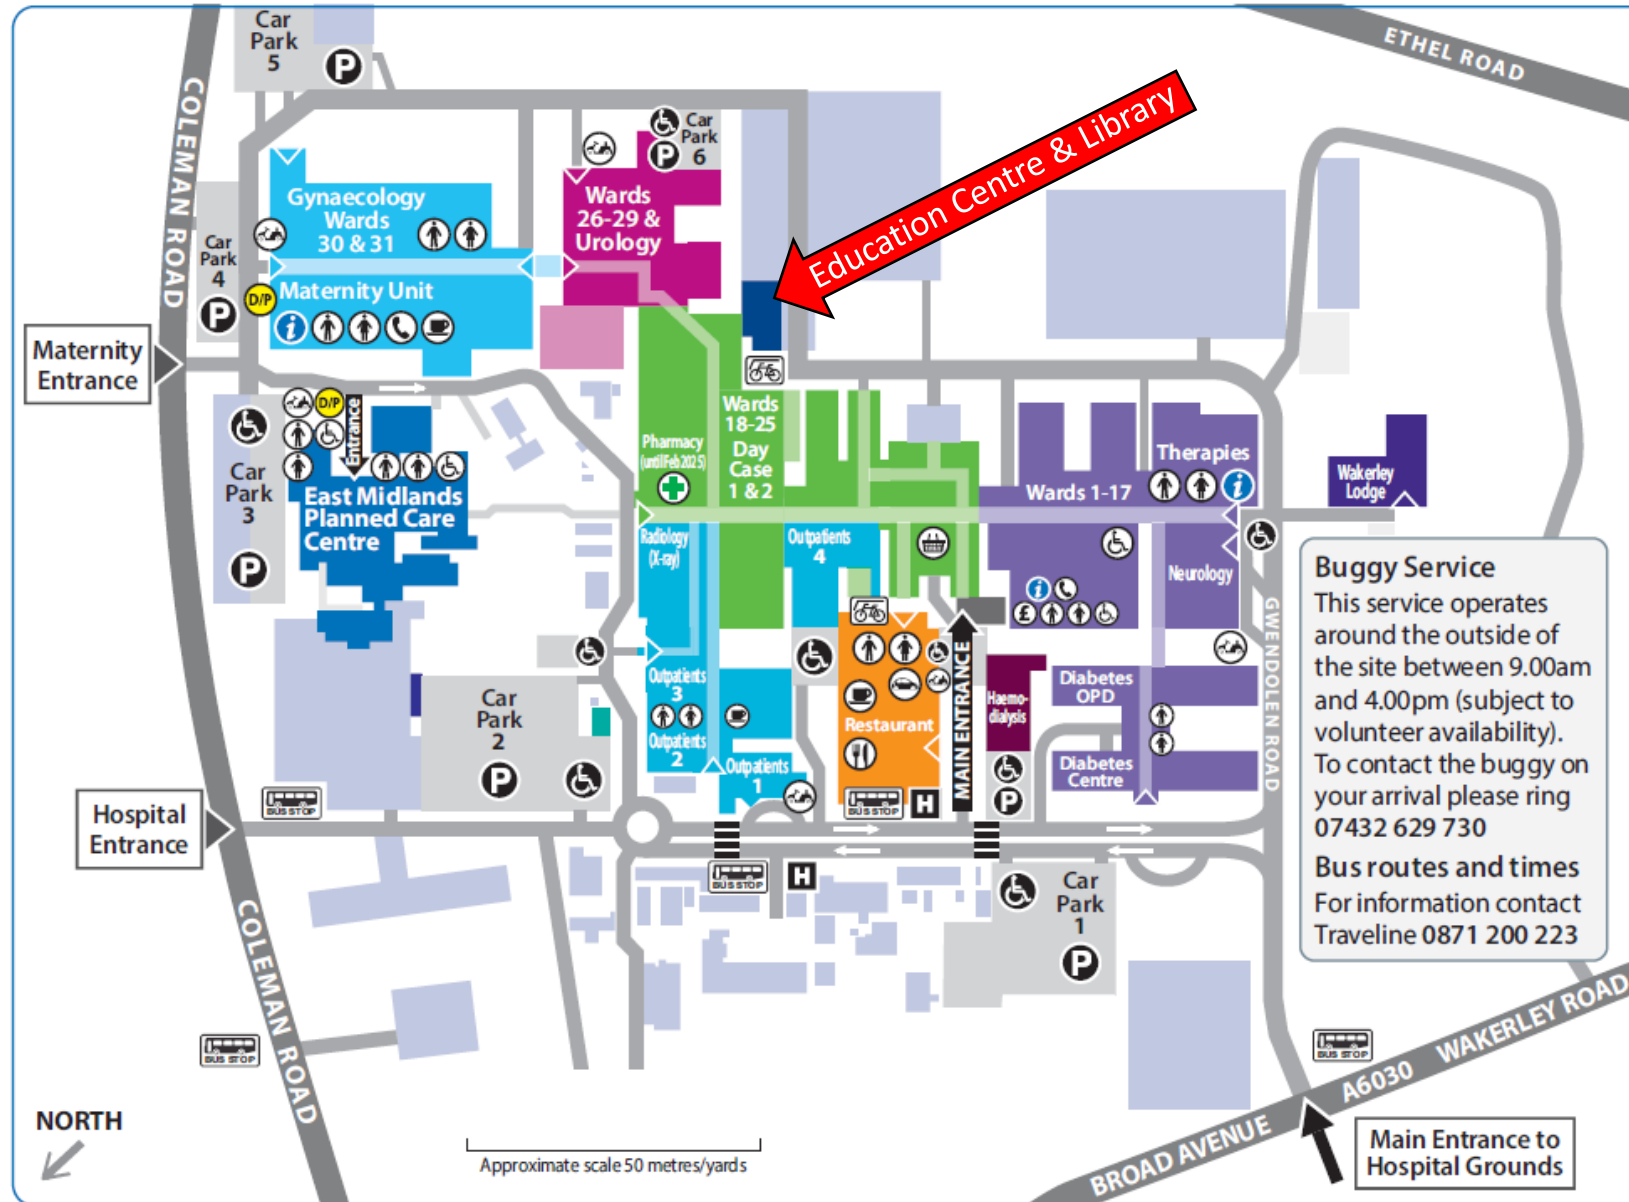 Car
Park
5
P
COLEMAN ROAD
ETHEL ROAD
Education Centre & Library
Car
Park
6
P
Gynaecology
Wards
30 & 31
Wards
26-29 &
Urology
Car
Park
4
P
D/P
Maternity Unit
i
Maternity
Entrance
D/P
Entrance
Car
Park
3
P
East Midlands
Planned Care
Centre
Pharmacy
(until Feb 2025)
Wards
18-25
Day
Case
1 & 2
Therapies
i
Wards 1-17
Wakerley
Lodge
Radiology
(X-ray)
Outpatients
4
Neurology
i
£
GWENDOLEN ROAD
Buggy Service
This service operates
around the outside of
the site between 9.00am
and 4.00pm (subject to
volunteer availability).
To contact the buggy on
your arrival please ring
07432 629 730
Bus routes and times
For information contact
Traveline 0871 200 223
Outpatients
3
Outpatients
2
Outpatients
1
Restaurant
MAIN ENTRANCE
Haemo-
dialysis
P
Diabetes
OPD
Diabetes
Centre
Car
Park
2
P
BUS STOP
Hospital
Entrance
BUS STOP
H
BUS STOP
H
Car
Park
1
P
COLEMAN ROAD
BUS STOP
BUS STOP
A6030 WAKERLEY ROAD
BROAD AVENUE
Main Entrance to
Hospital Grounds
NORTH
Approximate scale 50 metres/yards